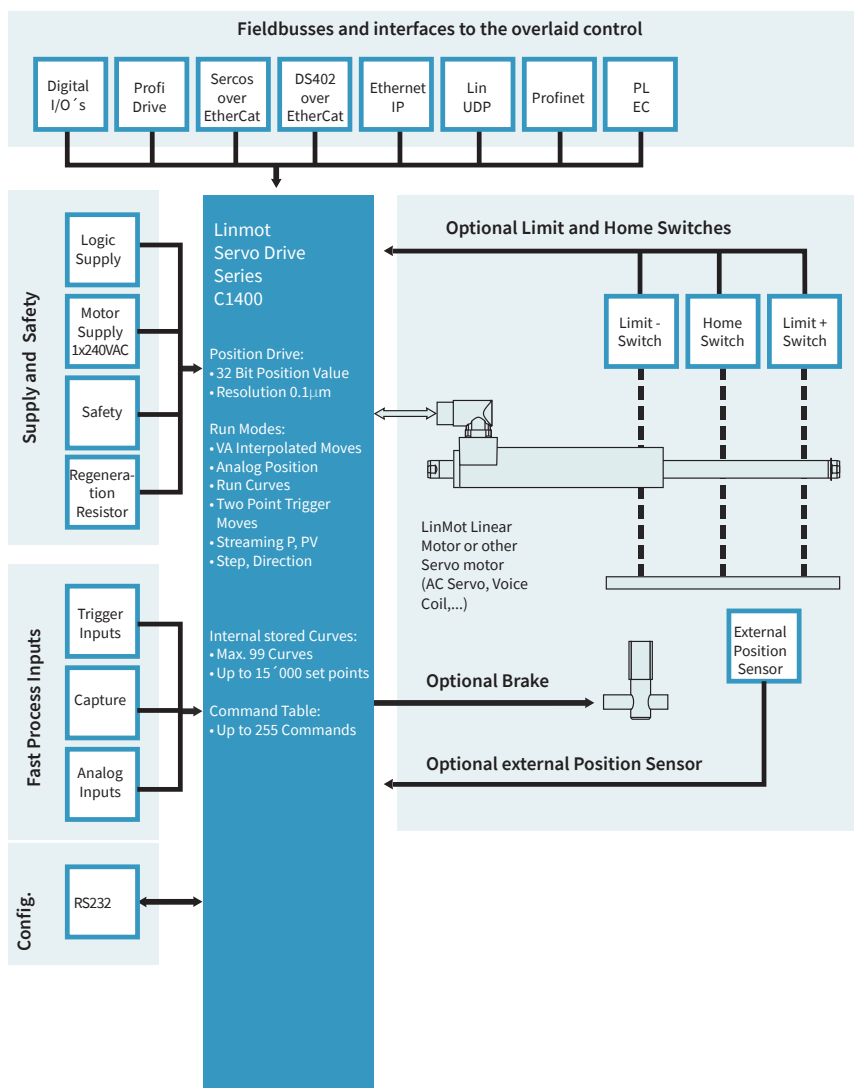 Fieldbusses and interfaces to the overlaid control
Digital
I/O´s
Profi
Drive
Sercos
over
EtherCat
DS402
over
EtherCat
Ethernet
IP
Lin
UDP
Profinet
PL
EC
Supply and Safety
Logic
Supply
Motor
Supply
1x240VAC
Safety
Regenera-
tion
Resistor
Fast Process Inputs
Trigger
Inputs
Capture
Analog
Inputs
Config.
RS232
Linmot
Servo Drive
Series
C1400
Position Drive:
• 32 Bit Position Value
• Resolution 0.1µm
Run Modes:
• VA Interpolated Moves
• Analog Position
• Run Curves
• Two Point Trigger
Moves
• Streaming P, PV
• Step, Direction
Internal stored Curves:
• Max. 99 Curves
• Up to 15´000 set points
Command Table:
• Up to 255 Commands
Optional Limit and Home Switches
Limit -
Switch
Home
Switch
Limit +
Switch
LinMot Linear
Motor or other
Servo motor
(AC Servo, Voice
Coil,...)
External
Position
Sensor
Optional Brake
Optional external Position Sensor